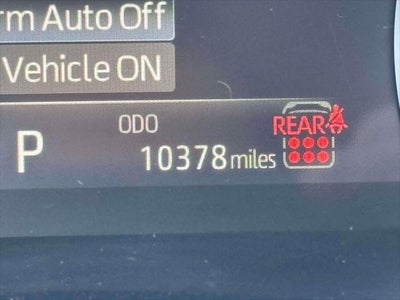 rm Auto Off
Vehicle ON
P
ODO
10378 miles
REAR